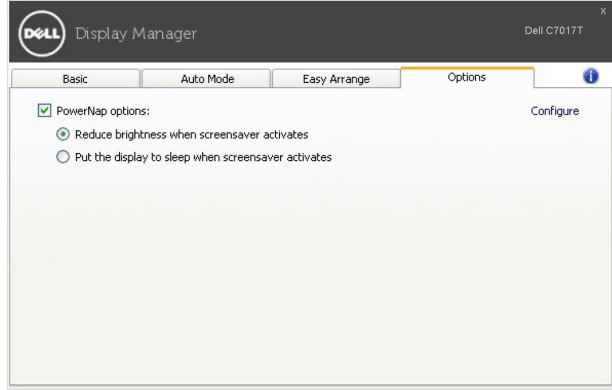 x
DELL Display Manager Dell C7017T
Basic Auto Mode Easy Arrange Options i
PowerNap options: Configure
Reduce brightness when screensaver activates
Put the display to sleep when screensaver activates